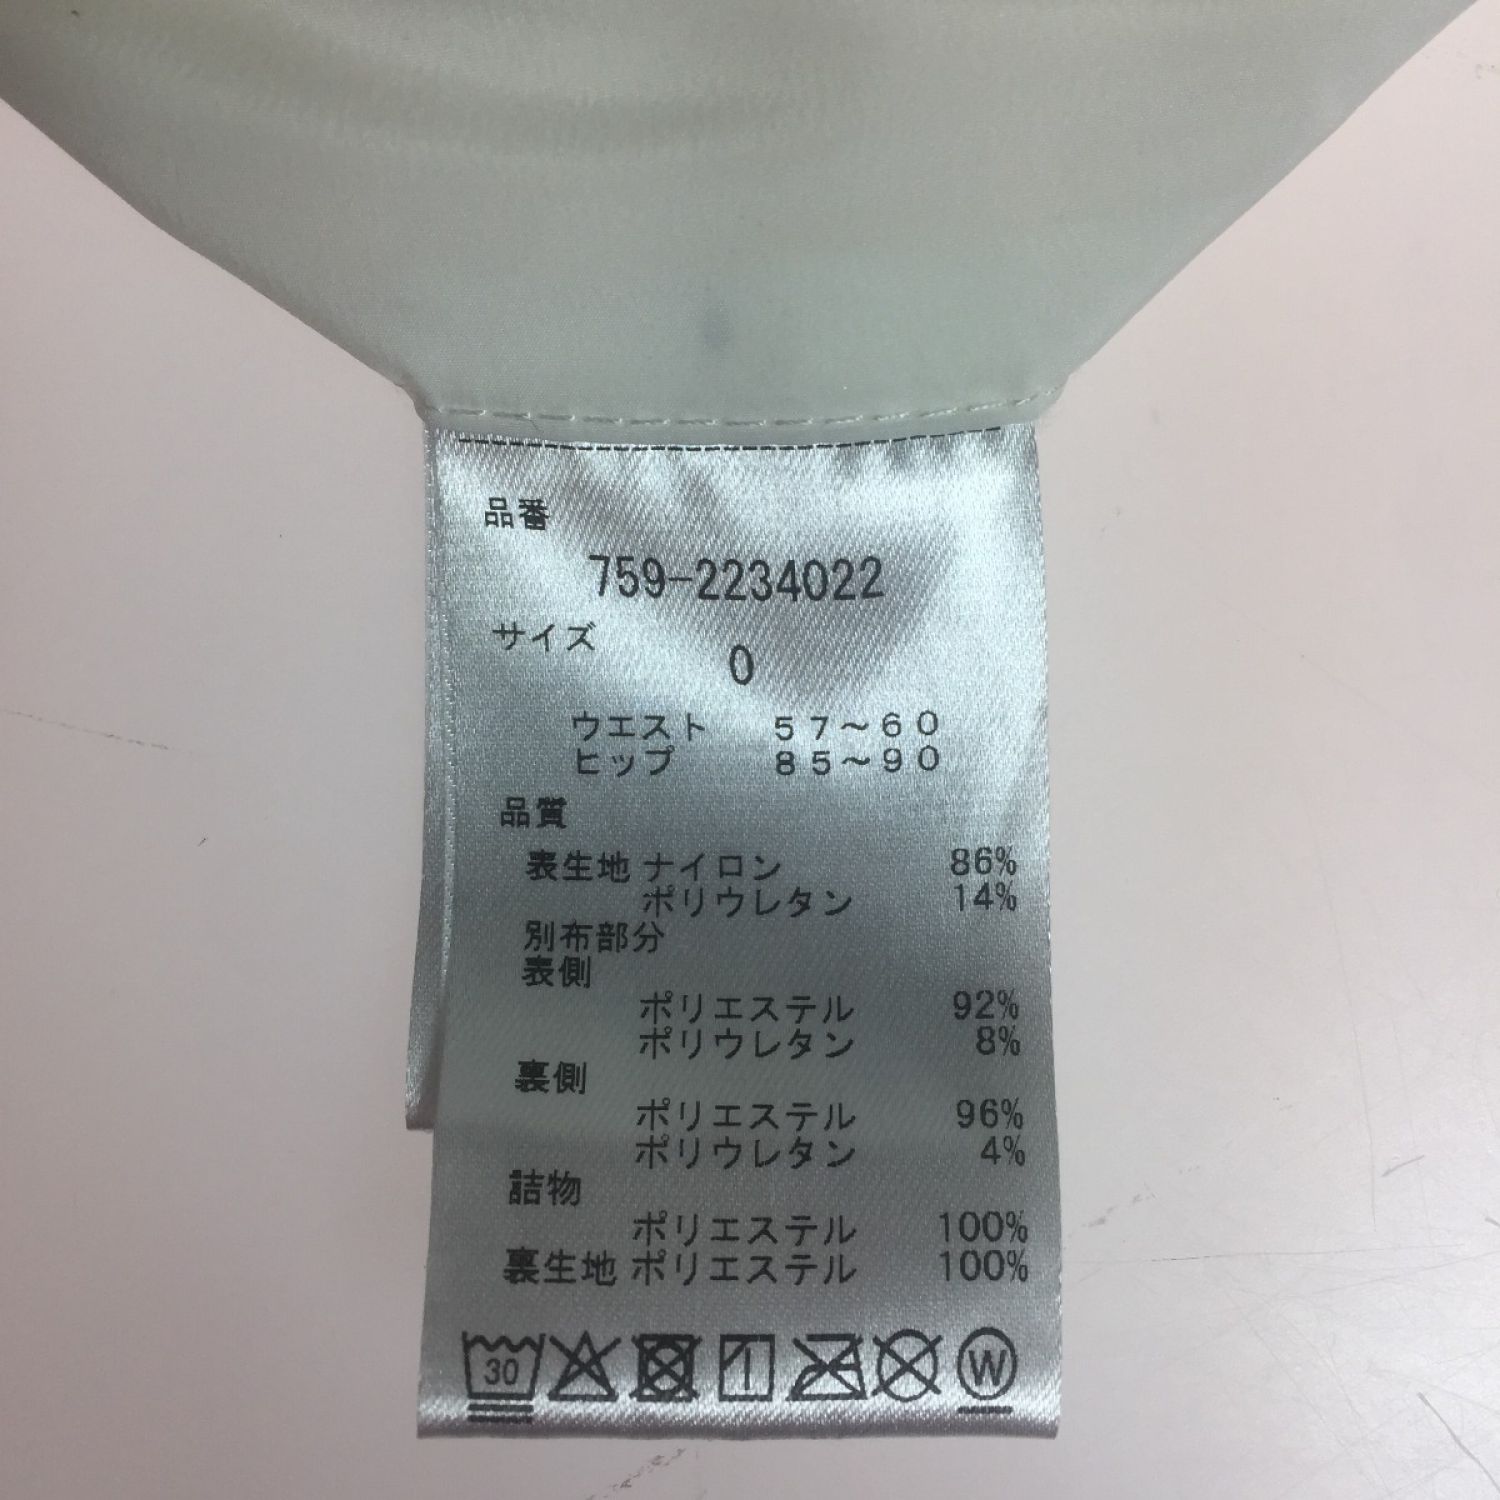 品番
759-2234022
サイズ
0
ウエスト 57〜60
ヒップ 85〜90
品質
表生地 ナイロン 86%
ポリウレタン 14%
別布部分
表側
ポリエステル 92%
ポリウレタン 8%
裏側
ポリエステル 96%
ポリウレタン 4%
詰物
ポリエステル 100%
裏生地 ポリエステル 100%
30 W